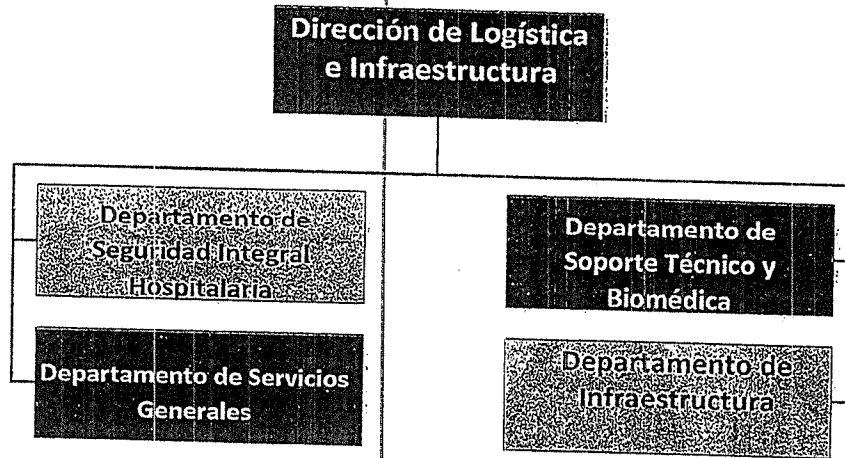 Dirección de Logística
e Infraestructura
Departamento de
Seguridad Integral
Hospitalaria
Departamento de
Soporte Técnico y
Biomédica
Departamento de Servicios
Generales
Departamento de
Infraestructura